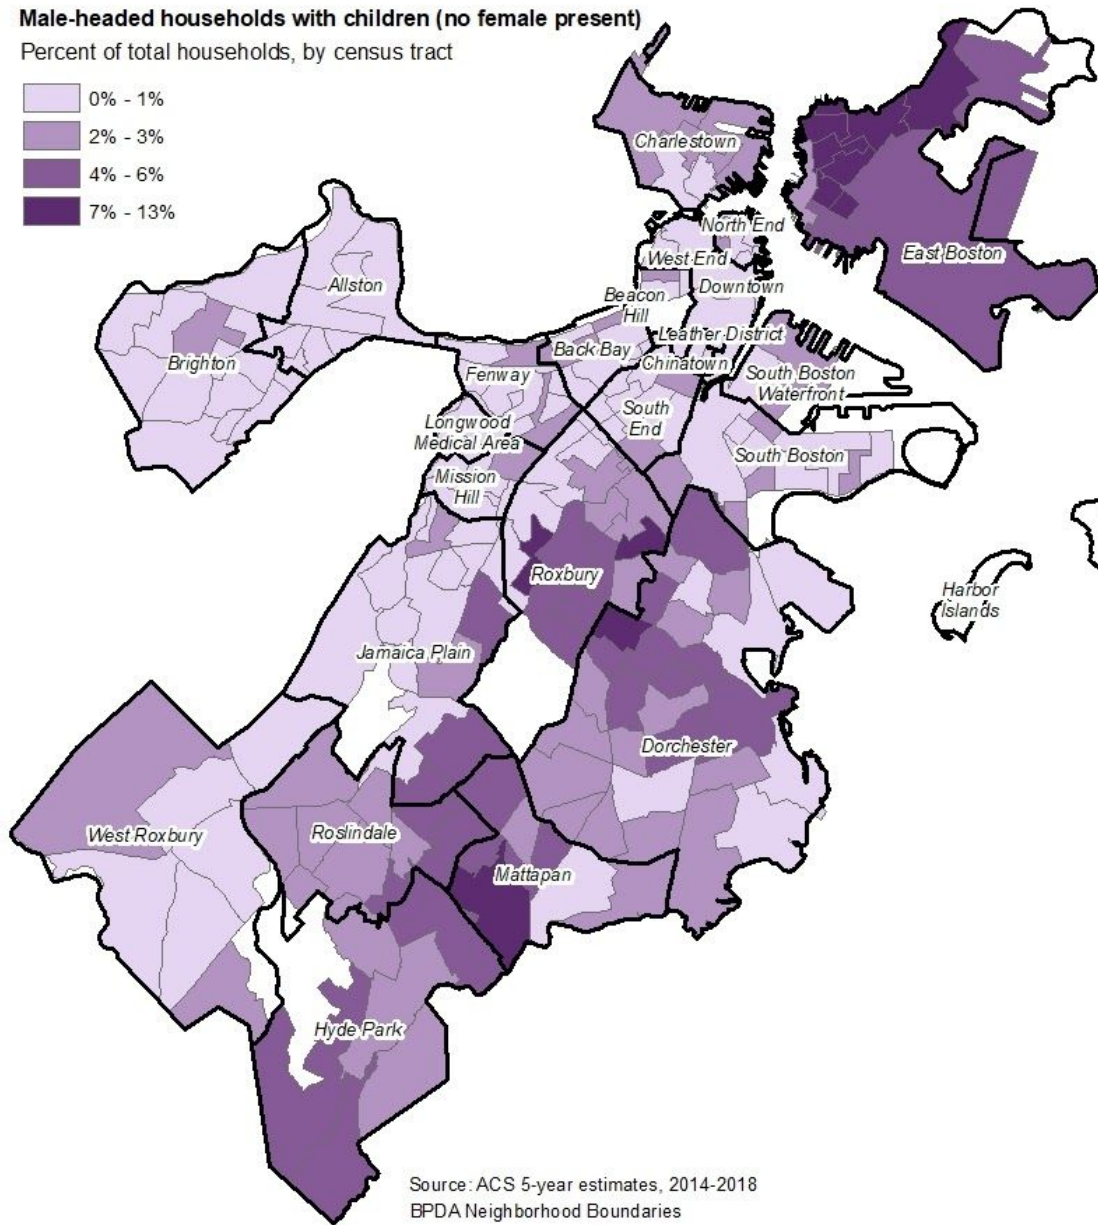 Male-headed households with children (no female present)
Percent of total households, by census tract
0% - 1%
2% - 3%
4% - 6%
7% - 13%
Charlestown
North End
West End
East Boston
Allston
Downtown
Beacon
Hill
Leather District
Brighton
Back Bay
Chinatown
Fenway
South Boston
Waterfront
South
End
Longwood
Medical Area
South Boston
Mission
Hill
Roxbury
Harbor
Islands
Jamaica Plain
Dorchester
West Roxbury
Roslindale
Mattapan
Hyde Park
Source: ACS 5-year estimates, 2014-2018
BPDA Neighborhood Boundaries